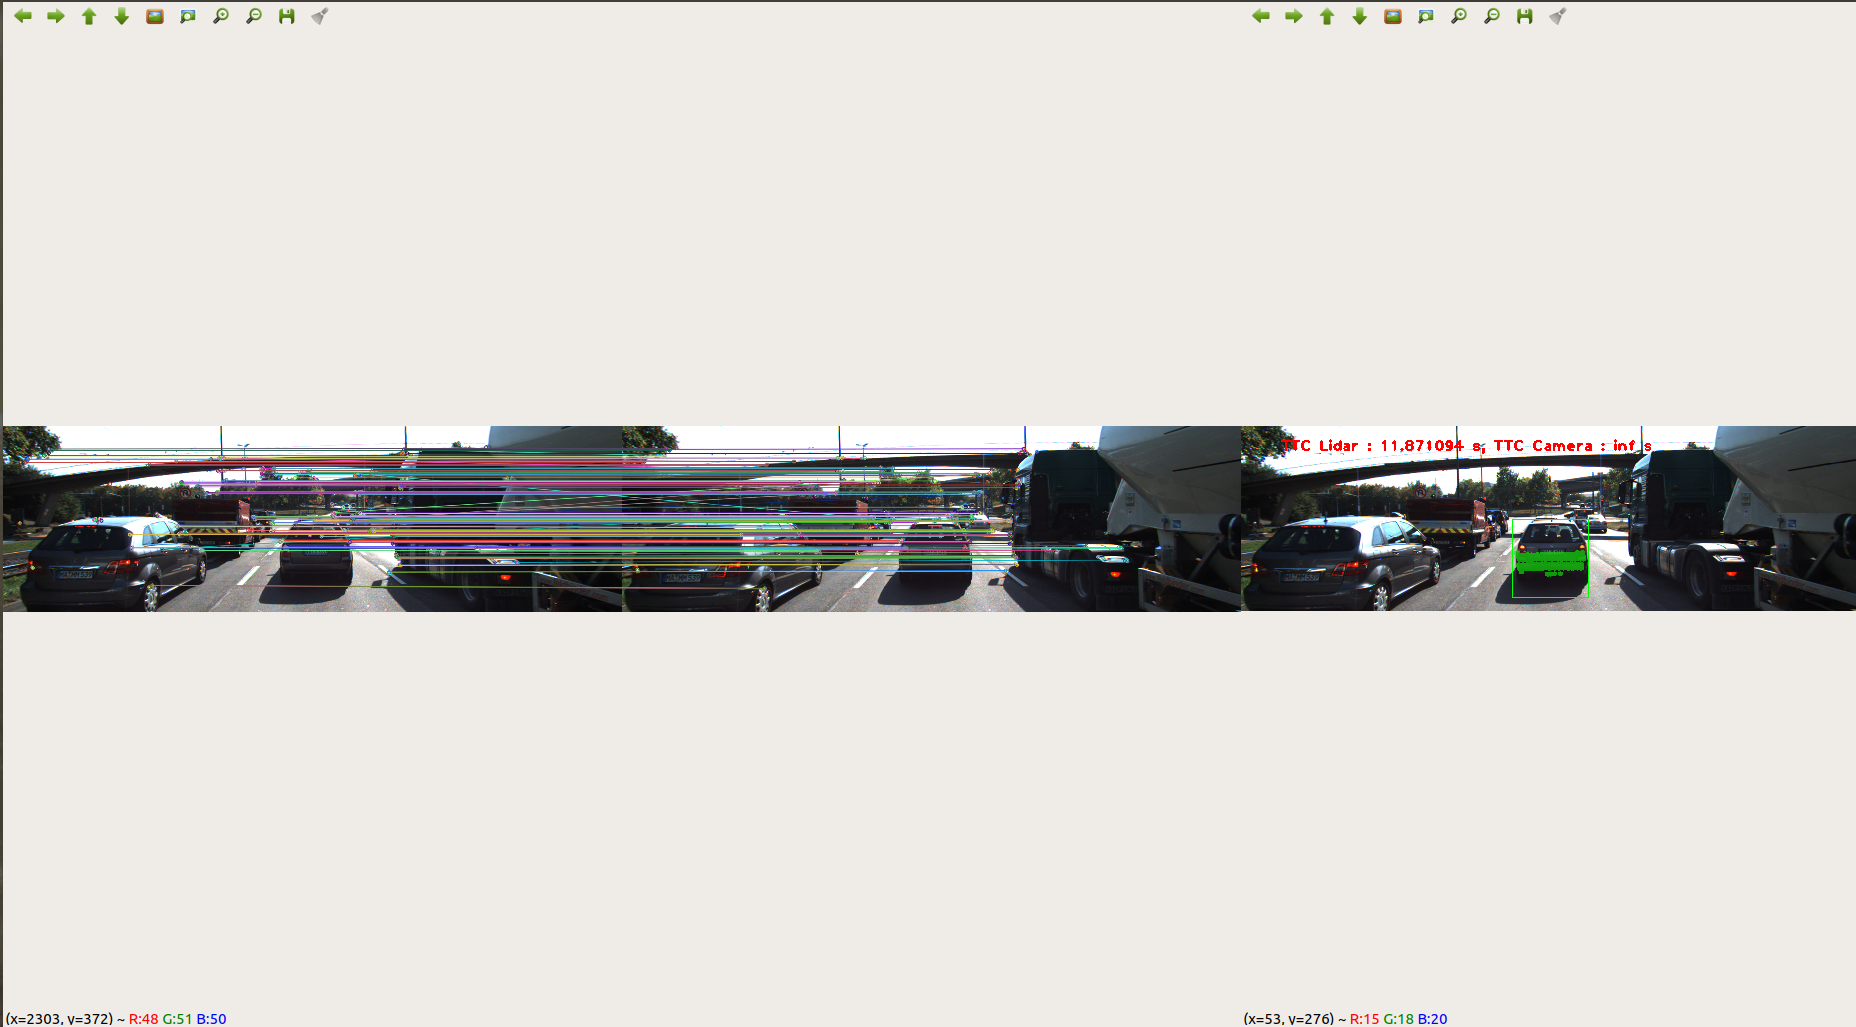 TTC Lidar : 11.871094 s, TTC Camera : inf s
(x=2303, y=372) ~ R:48 G:51 B:50
(x=53, y=276) ~ R:15 G:18 B:20